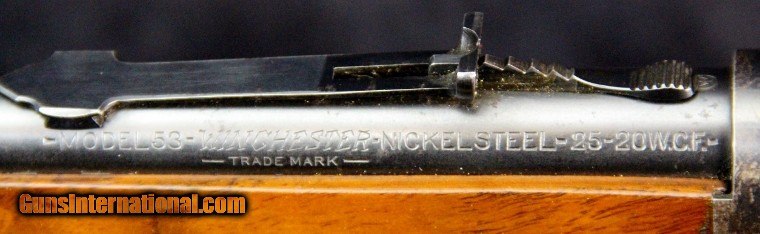 -MODEL 53-WINCHESTER-NICKEL STEEL-25-20 W.C.F.-
— TRADE MARK —
GunsInternational.com